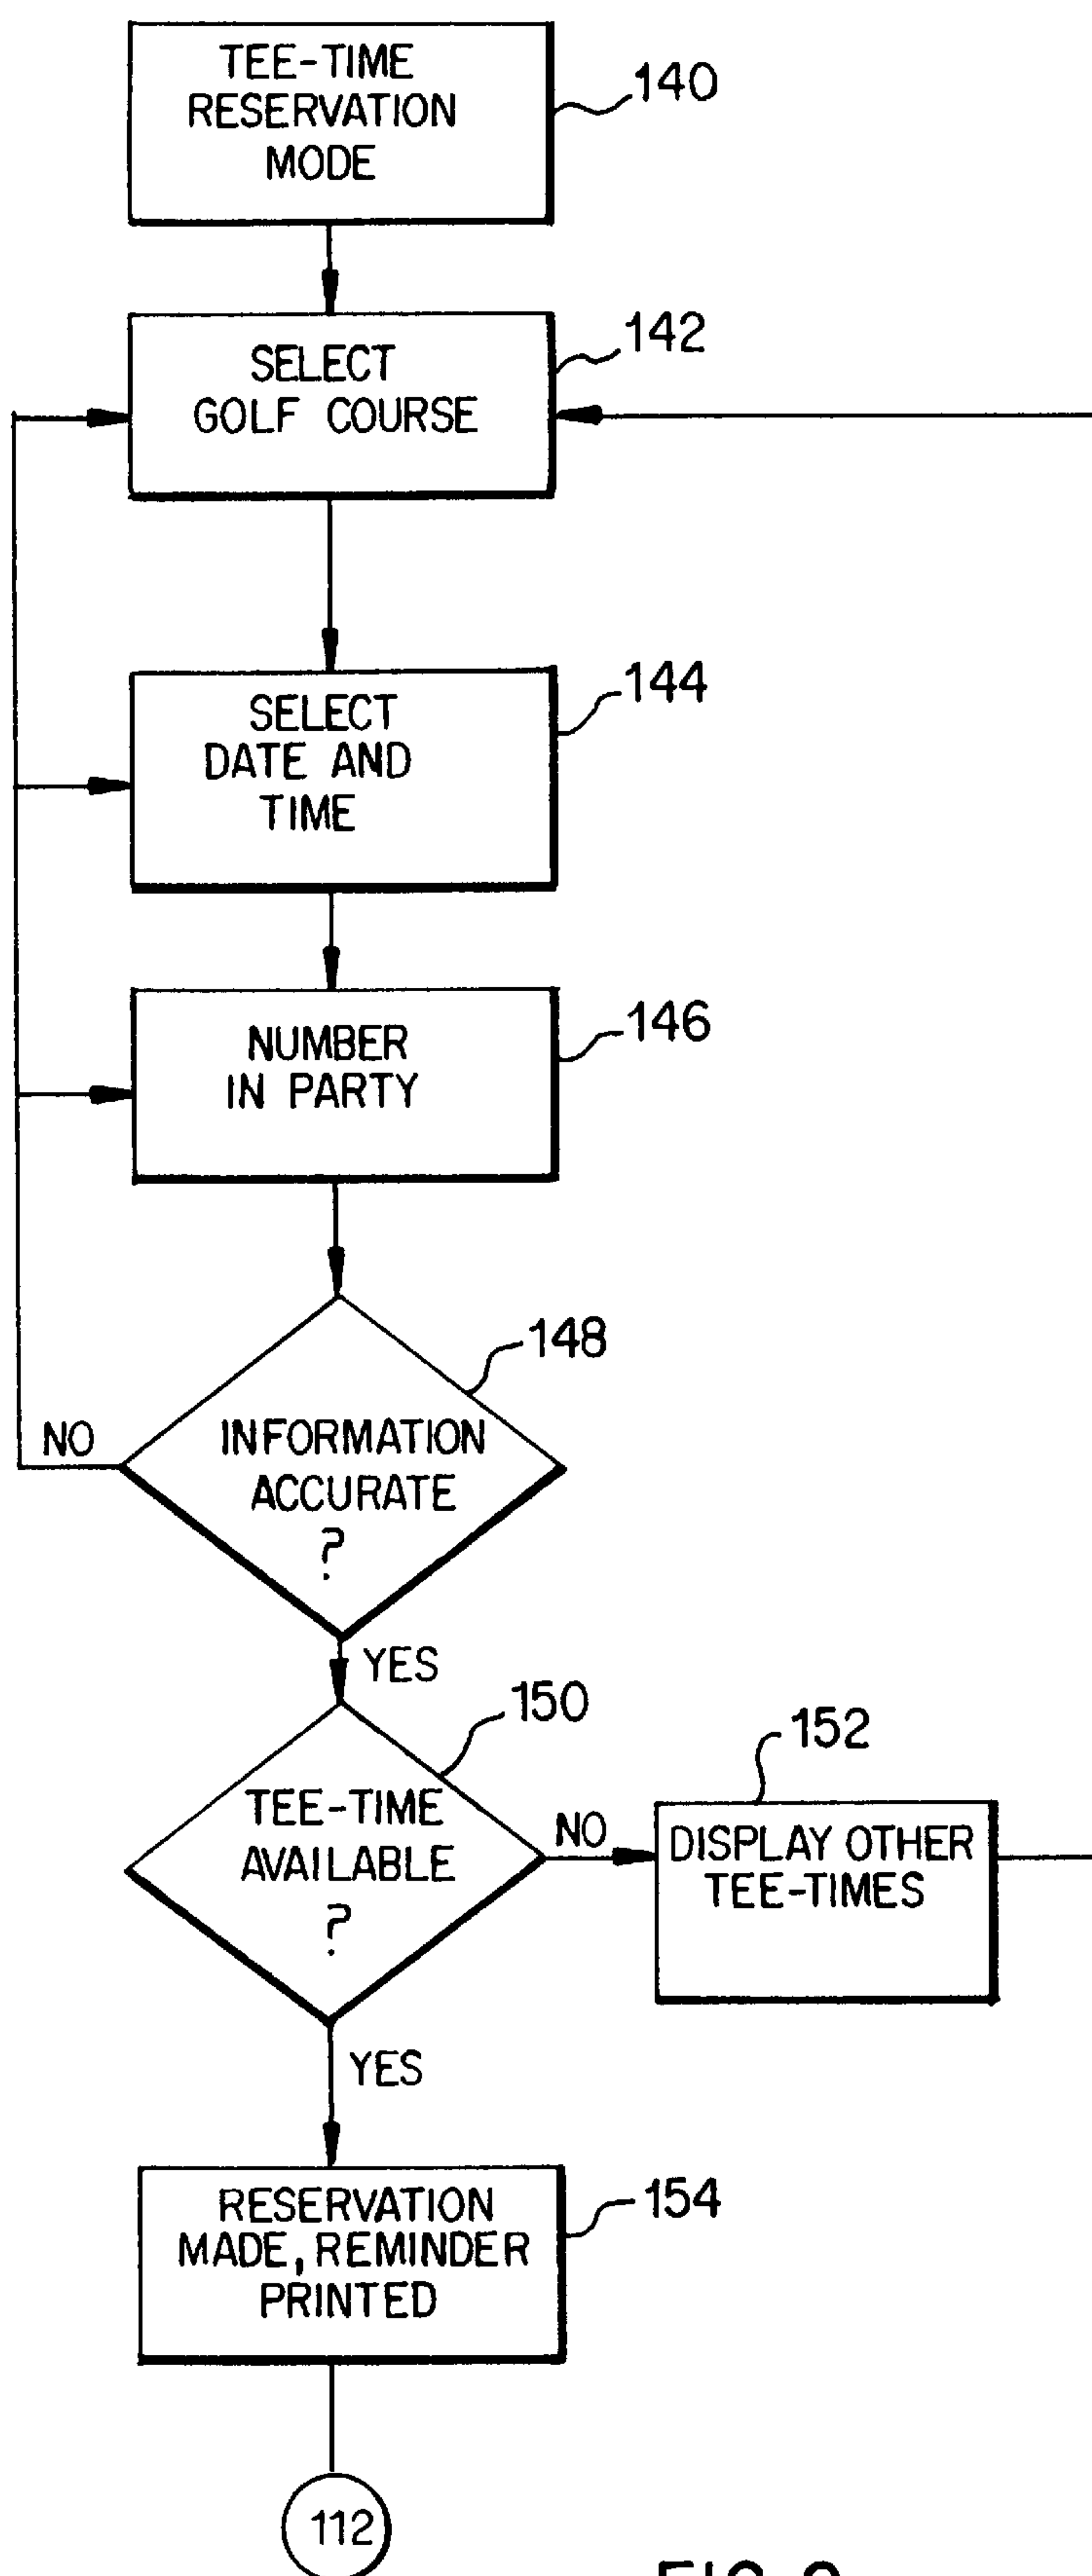 TEE-TIME
RESERVATION
MODE
140
SELECT
GOLF COURSE
142
SELECT
DATE AND
TIME
144
NUMBER
IN PARTY
146
148
INFORMATION
ACCURATE
?
NO
YES
150
TEE-TIME
AVAILABLE
?
NO
152
DISPLAY OTHER
TEE-TIMES
YES
RESERVATION
MADE, REMINDER
PRINTED
154
112